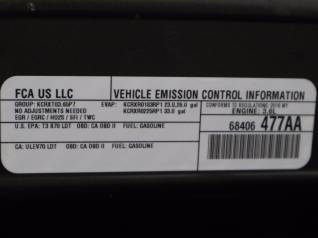 FCA US LLC
VEHICLE EMISSION CONTROL INFORMATION
GROUP: KCRXT03.65P7
EVAP: KCRXR0183RP1 23.0,26.0 gal
CONFORMS TO REGULATIONS 2019 MY
NO ADJUSTMENTS NEEDED
KCRXR0225RP1 33.0 gal
ENGINE: 3.6L
EGR / EGRC / HO2S / SFI / TWC
68406 477AA
U.S. EPA: T3 B70 LDT OBD: CA OBD II FUEL: GASOLINE
CA: ULEV70 LDT OBD: CA OBD II FUEL: GASOLINE